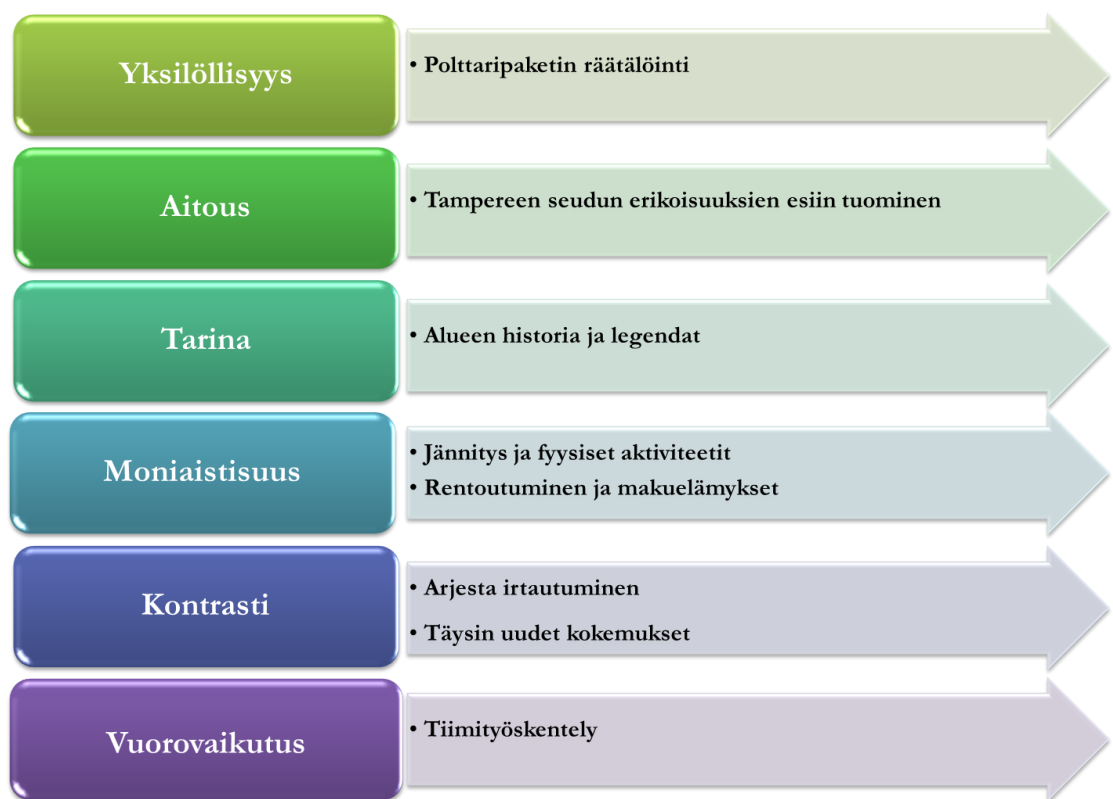 Yksilöllisyys
• Polttaripaketin räätälöinti
Aitous
• Tampereen seudun erikoisuuksien esiin tuominen
Tarina
• Alueen historia ja legendat
Moniaistisuus
• Jännitys ja fyysiset aktiviteetit
• Rentoutuminen ja makuelämykset
Kontrasti
• Arjesta irtautuminen
• Täysin uudet kokemukset
Vuorovaikutus
• Tiimityöskentely